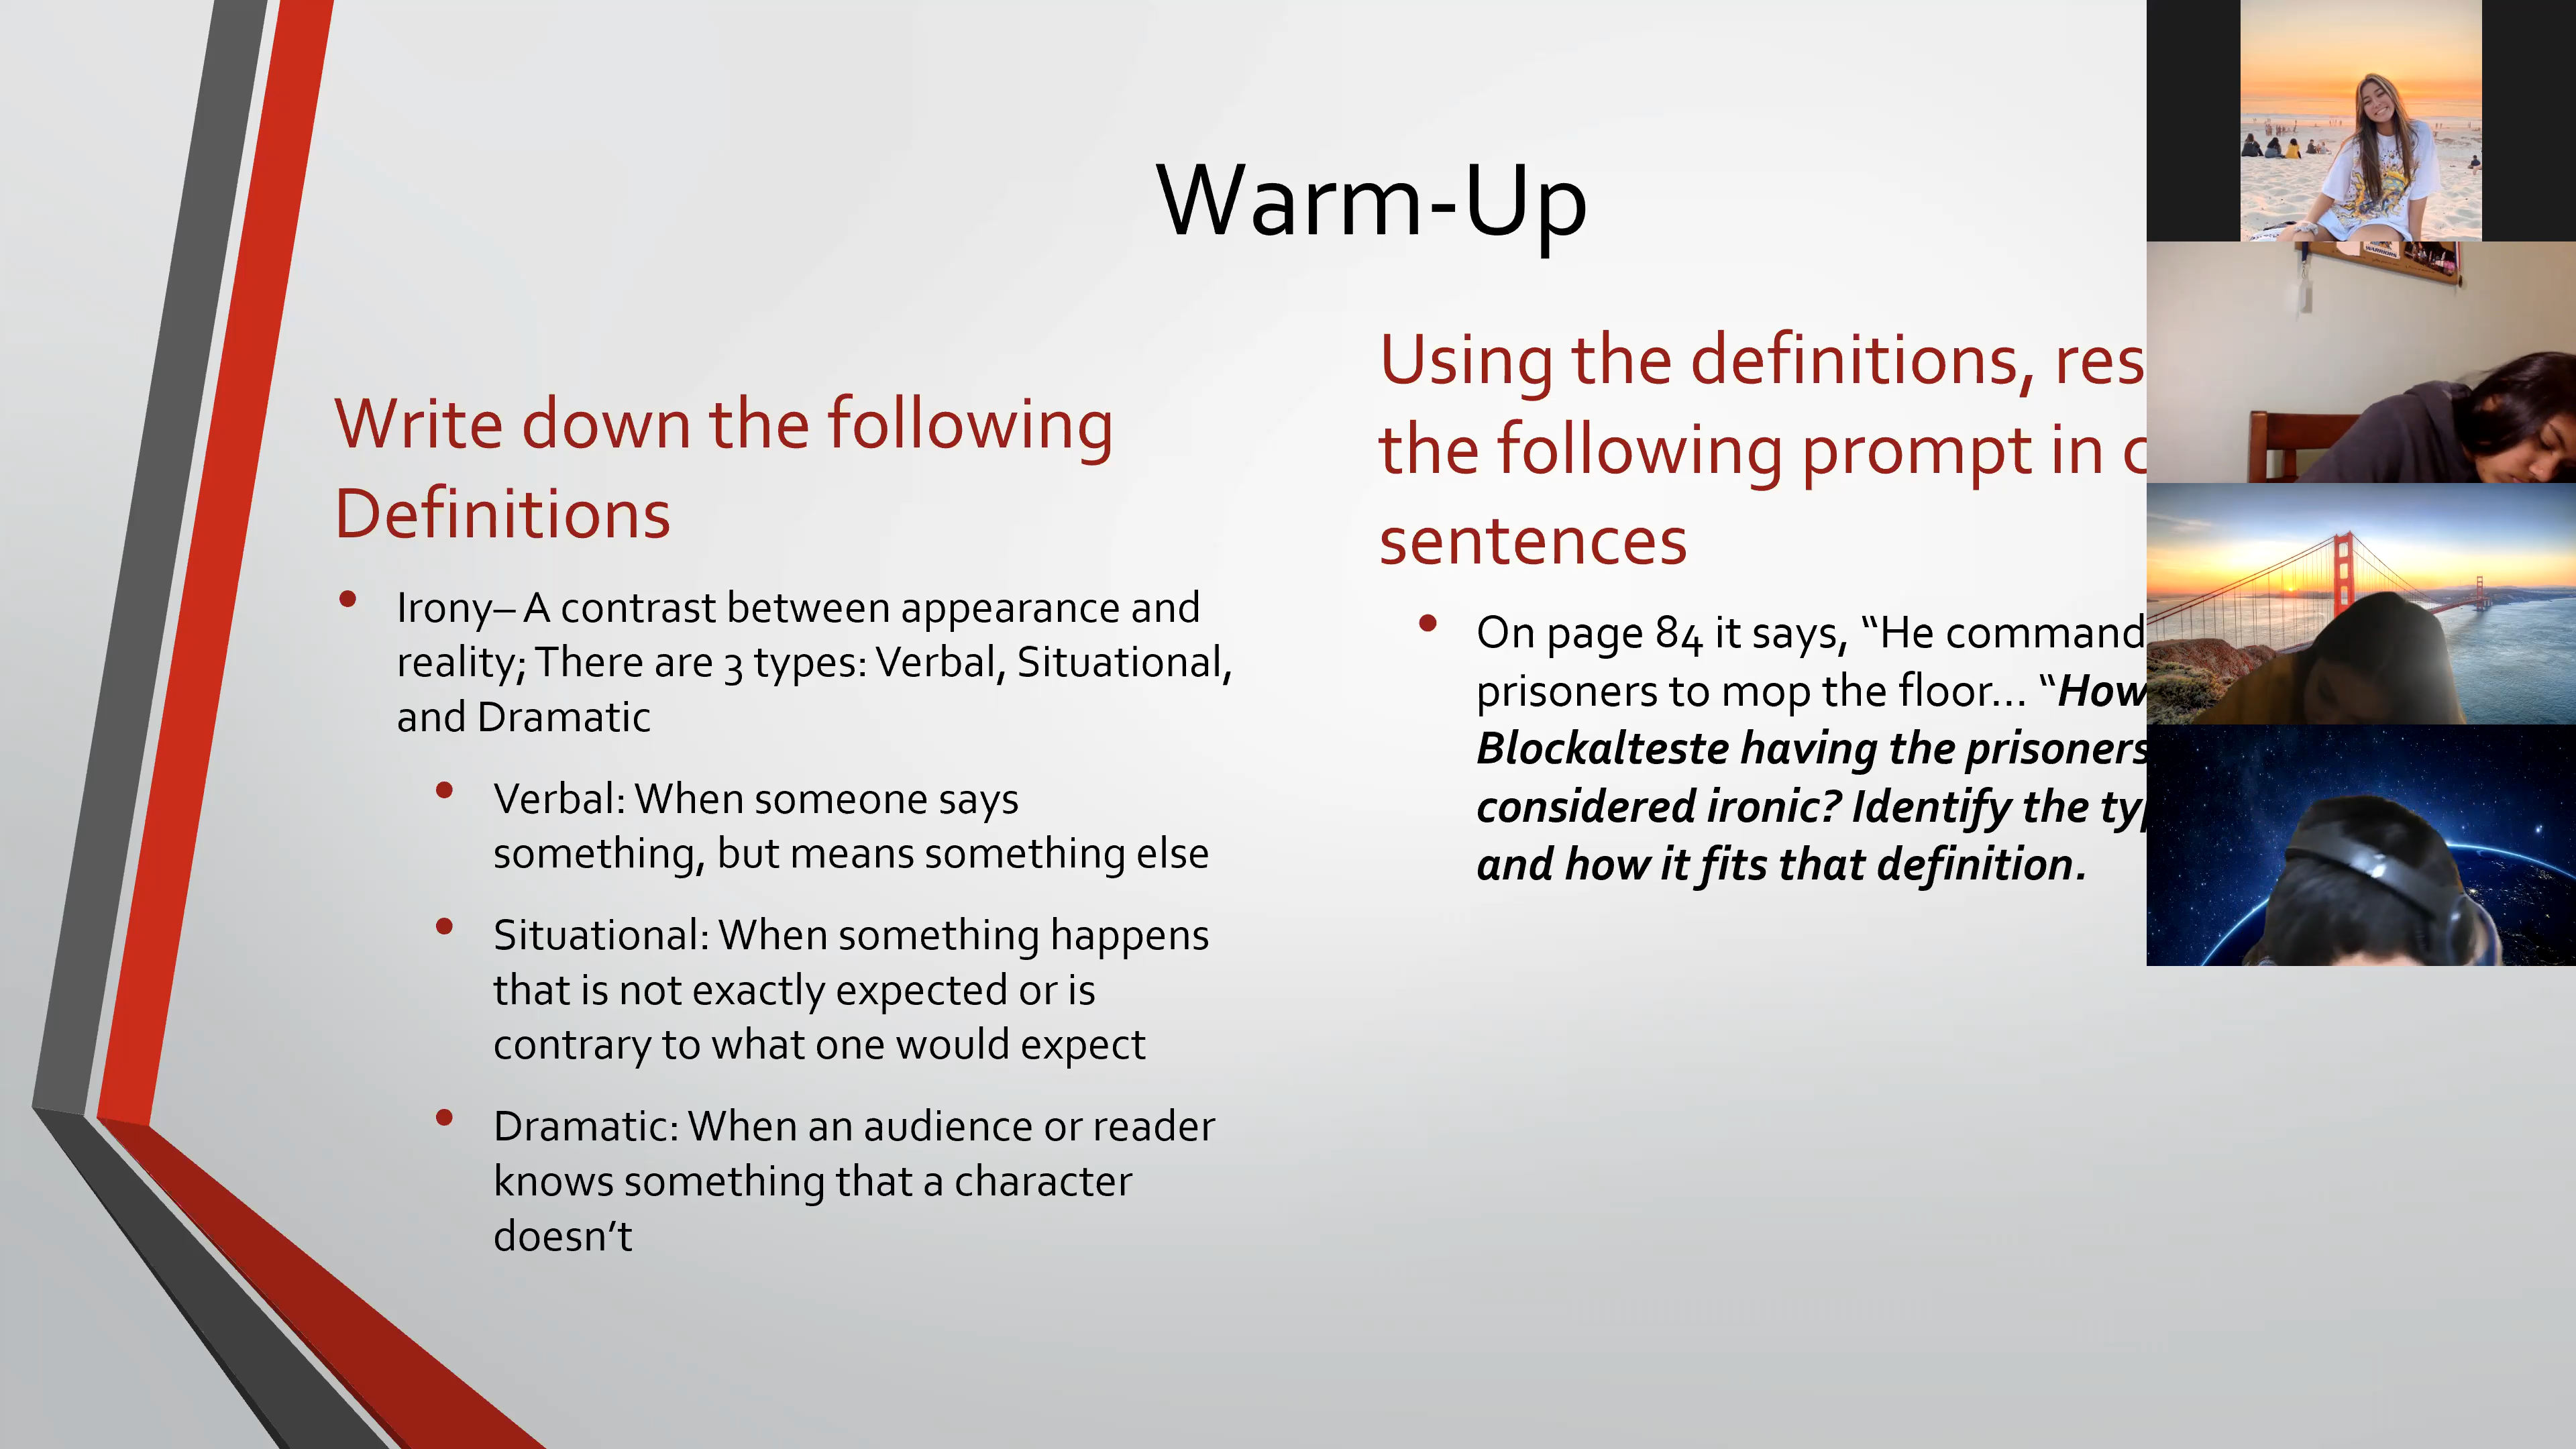 Warm-Up
Write down the following
Definitions
Irony– A contrast between appearance and
reality; There are 3 types: Verbal, Situational,
and Dramatic
Verbal: When someone says
something, but means something else
Situational: When something happens
that is not exactly expected or is
contrary to what one would expect
Dramatic: When an audience or reader
knows something that a character
doesn’t
Using the definitions, res
the following prompt in c
sentences
On page 84 it says, “He command
prisoners to mop the floor... “How
Blockalteste having the prisoners
considered ironic? Identify the typ
and how it fits that definition.
WARRIORS